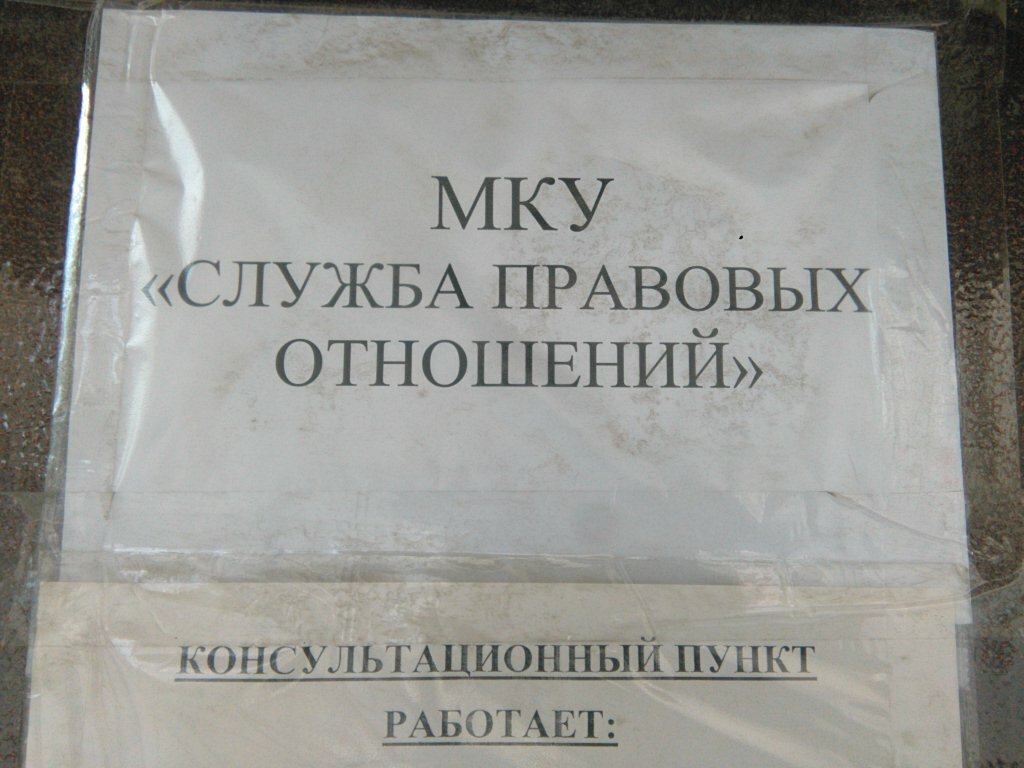 МКУ
«СЛУЖБА ПРАВОВЫХ
ОТНОШЕНИЙ»
КОНСУЛЬТАЦИОННЫЙ ПУНКТ
РАБОТАЕТ: